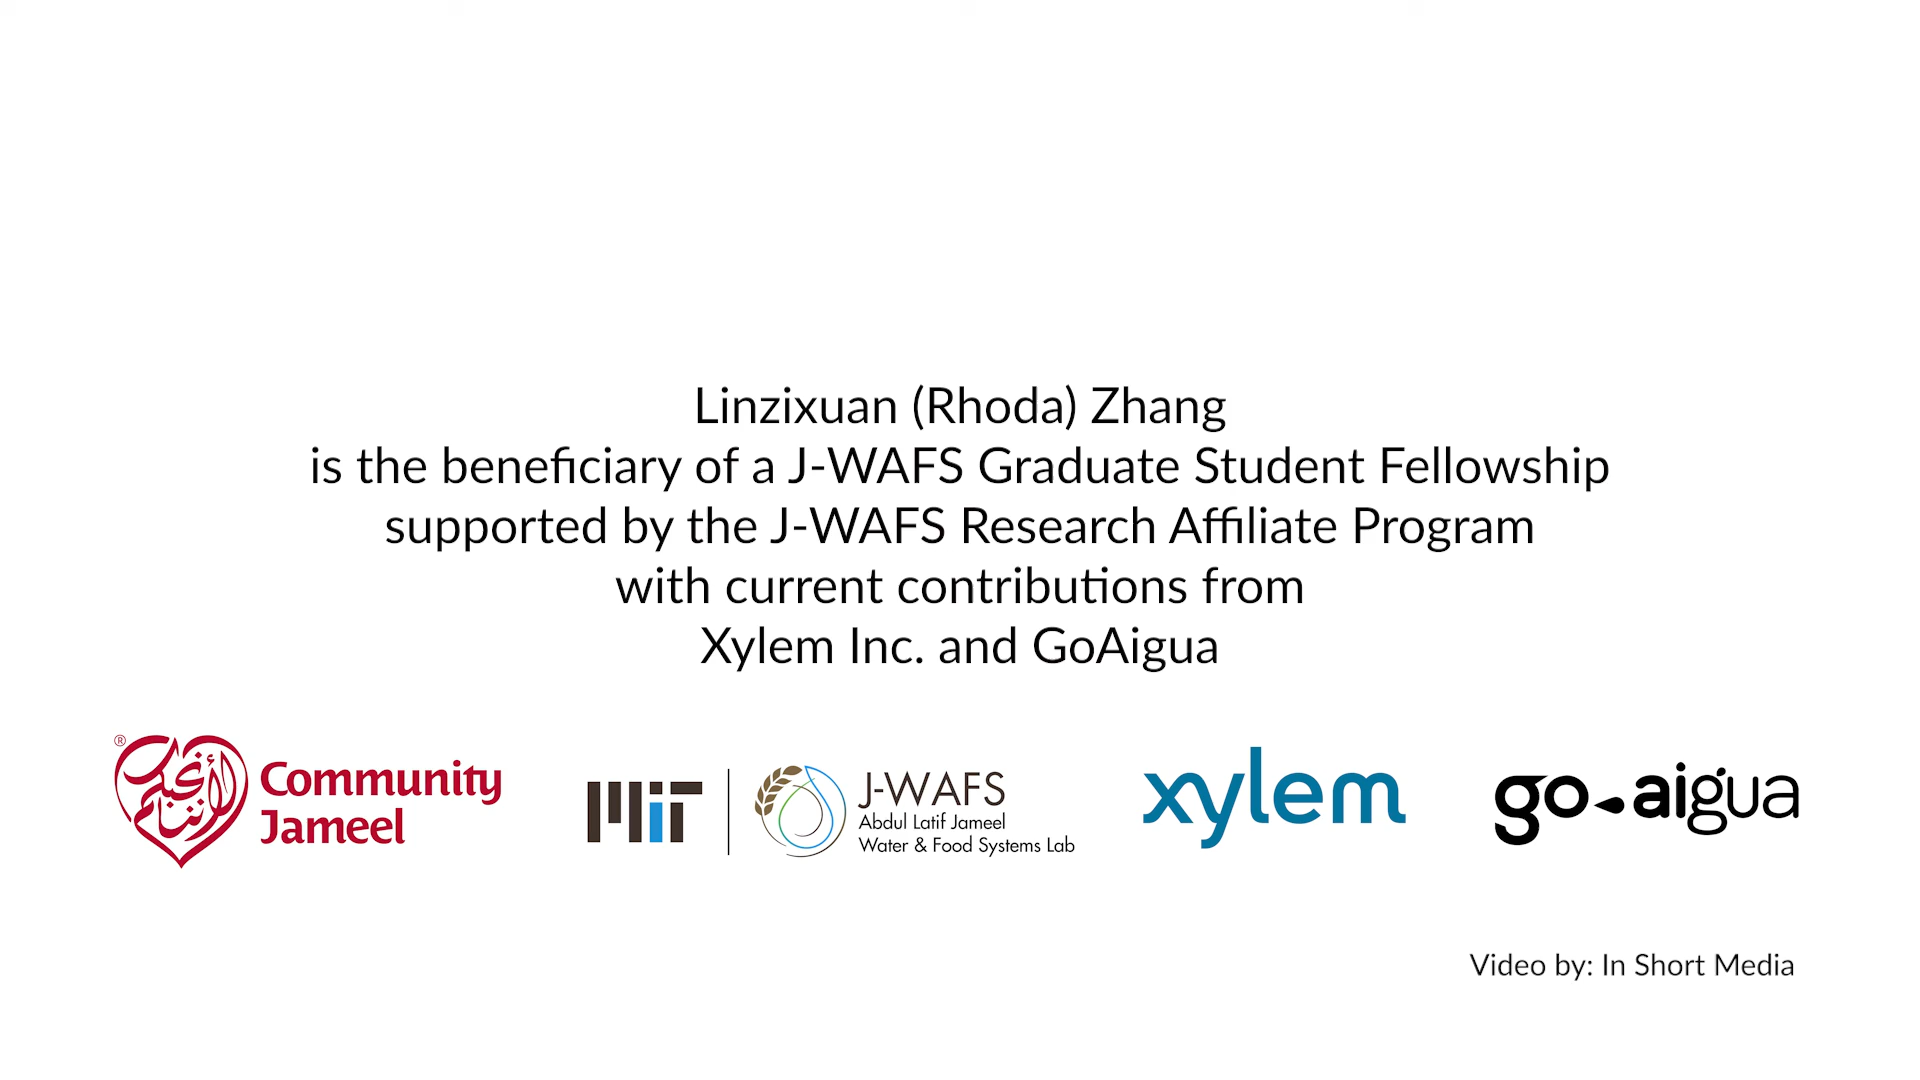 Linzixuan (Rhoda) Zhang
is the beneficiary of a J-WAFS Graduate Student Fellowship
supported by the J-WAFS Research Affiliate Program
with current contributions from
Xylem Inc. and GoAigua
®
Community
Jameel
MIT
J-WAFS
Abdul Latif Jameel
Water & Food Systems Lab
xylem
go aigua
Video by: In Short Media